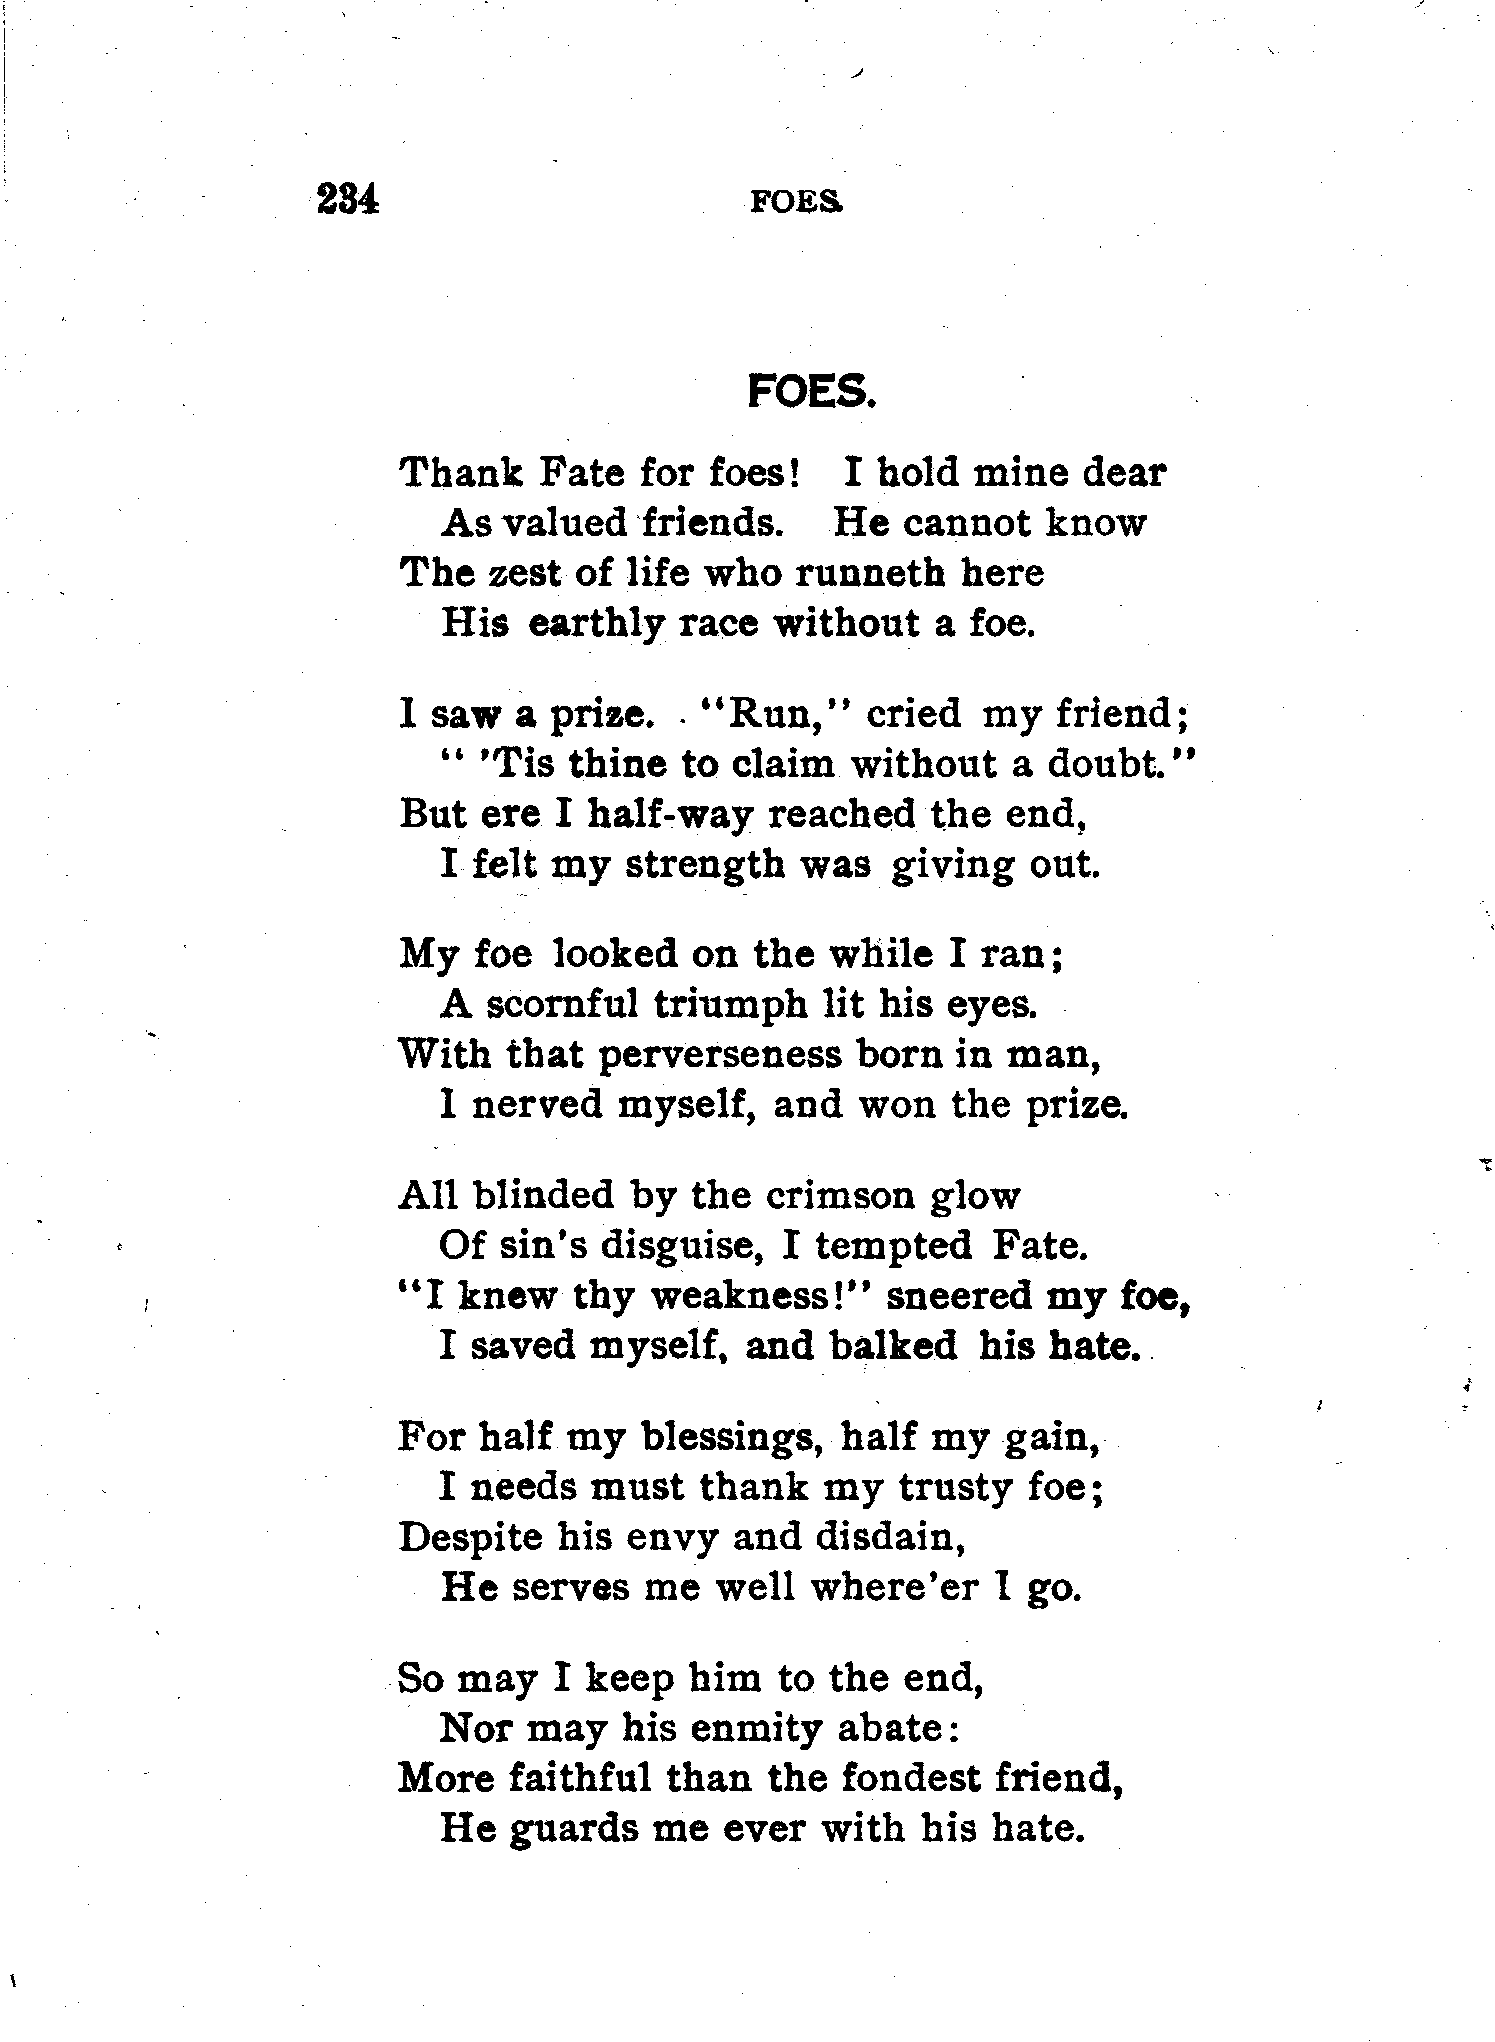 234 FOES.
FOES.
Thank Fate for foes! I hold mine dear
As valued friends. He cannot know
The zest of life who runneth here
His earthly race without a foe.
I saw a prize. "Run," cried my friend;
" 'Tis thine to claim without a doubt."
But ere I half-way reached the end,
I felt my strength was giving out.
My foe looked on the while I ran;
A scornful triumph lit his eyes.
With that perverseness born in man,
I nerved myself, and won the prize.
All blinded by the crimson glow
Of sin's disguise, I tempted Fate.
"I knew thy weakness!" sneered my foe,
I saved myself, and balked his hate.
For half my blessings, half my gain,
I needs must thank my trusty foe;
Despite his envy and disdain,
He serves me well where'er I go.
So may I keep him to the end,
Nor may his enmity abate:
More faithful than the fondest friend,
He guards me ever with his hate.